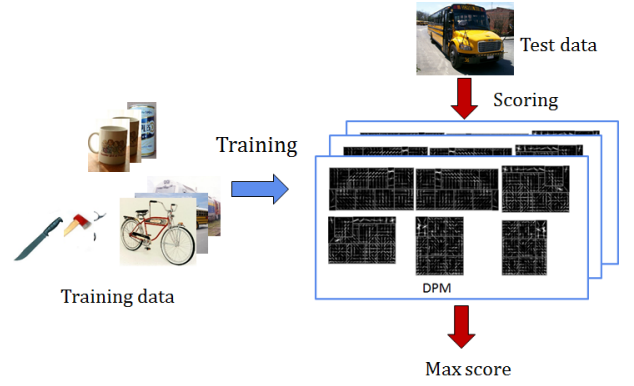 Test data
Scoring
Training
Training data
DPM
Max score